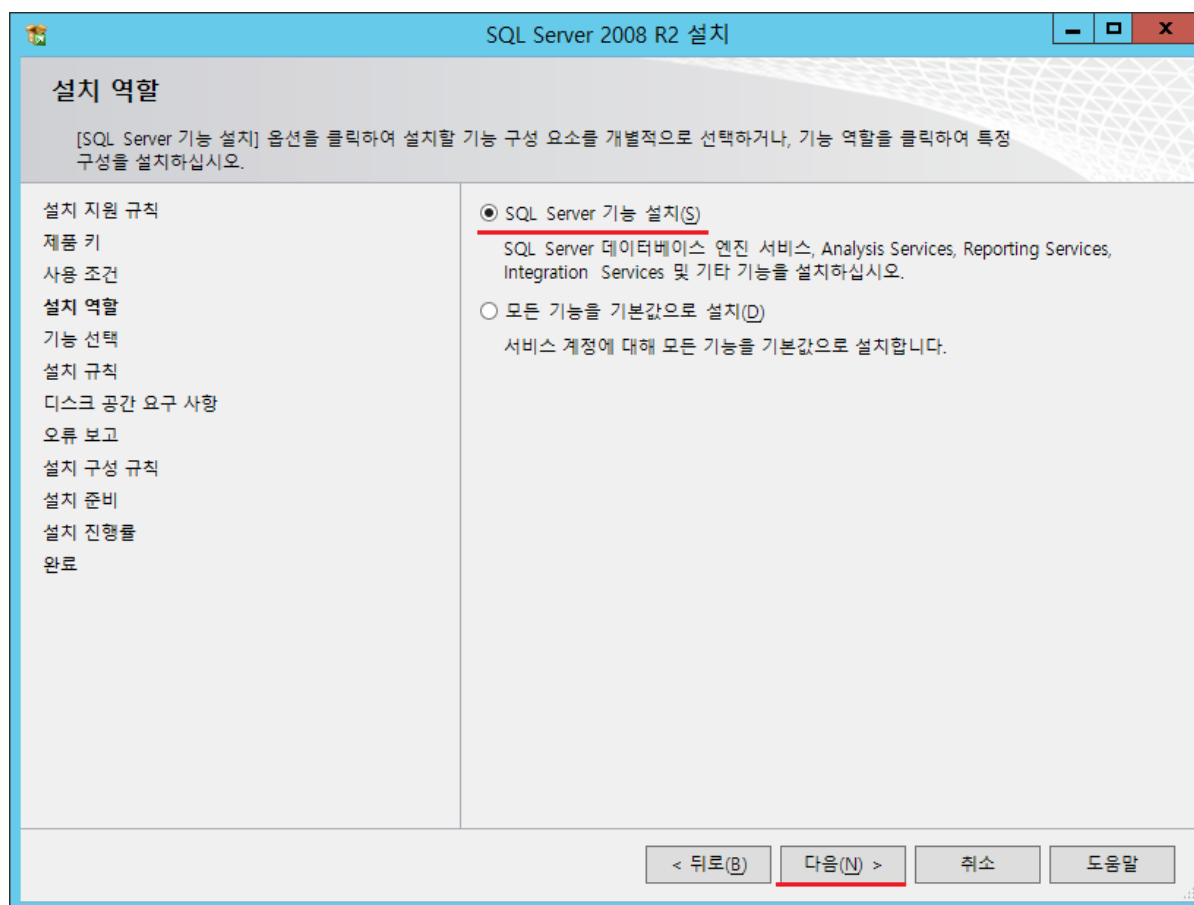 SQL Server 2008 R2 설치
설치 역할
[SQL Server 기능 설치] 옵션을 클릭하여 설치할 기능 구성 요소를 개별적으로 선택하거나, 기능 역할을 클릭하여 특정
구성을 설치하십시오.
설치 지원 규칙
제품 키
사용 조건
설치 역할
기능 선택
설치 규칙
디스크 공간 요구 사항
오류 보고
설치 구성 규칙
설치 준비
설치 진행률
완료
SQL Server 기능 설치(S)
SQL Server 데이터베이스 엔진 서비스, Analysis Services, Reporting Services,
Integration Services 및 기타 기능을 설치하십시오.
모든 기능을 기본값으로 설치(D)
서비스 계정에 대해 모든 기능을 기본값으로 설치합니다.
< 뒤로(B) 다음(N) > 취소 도움말